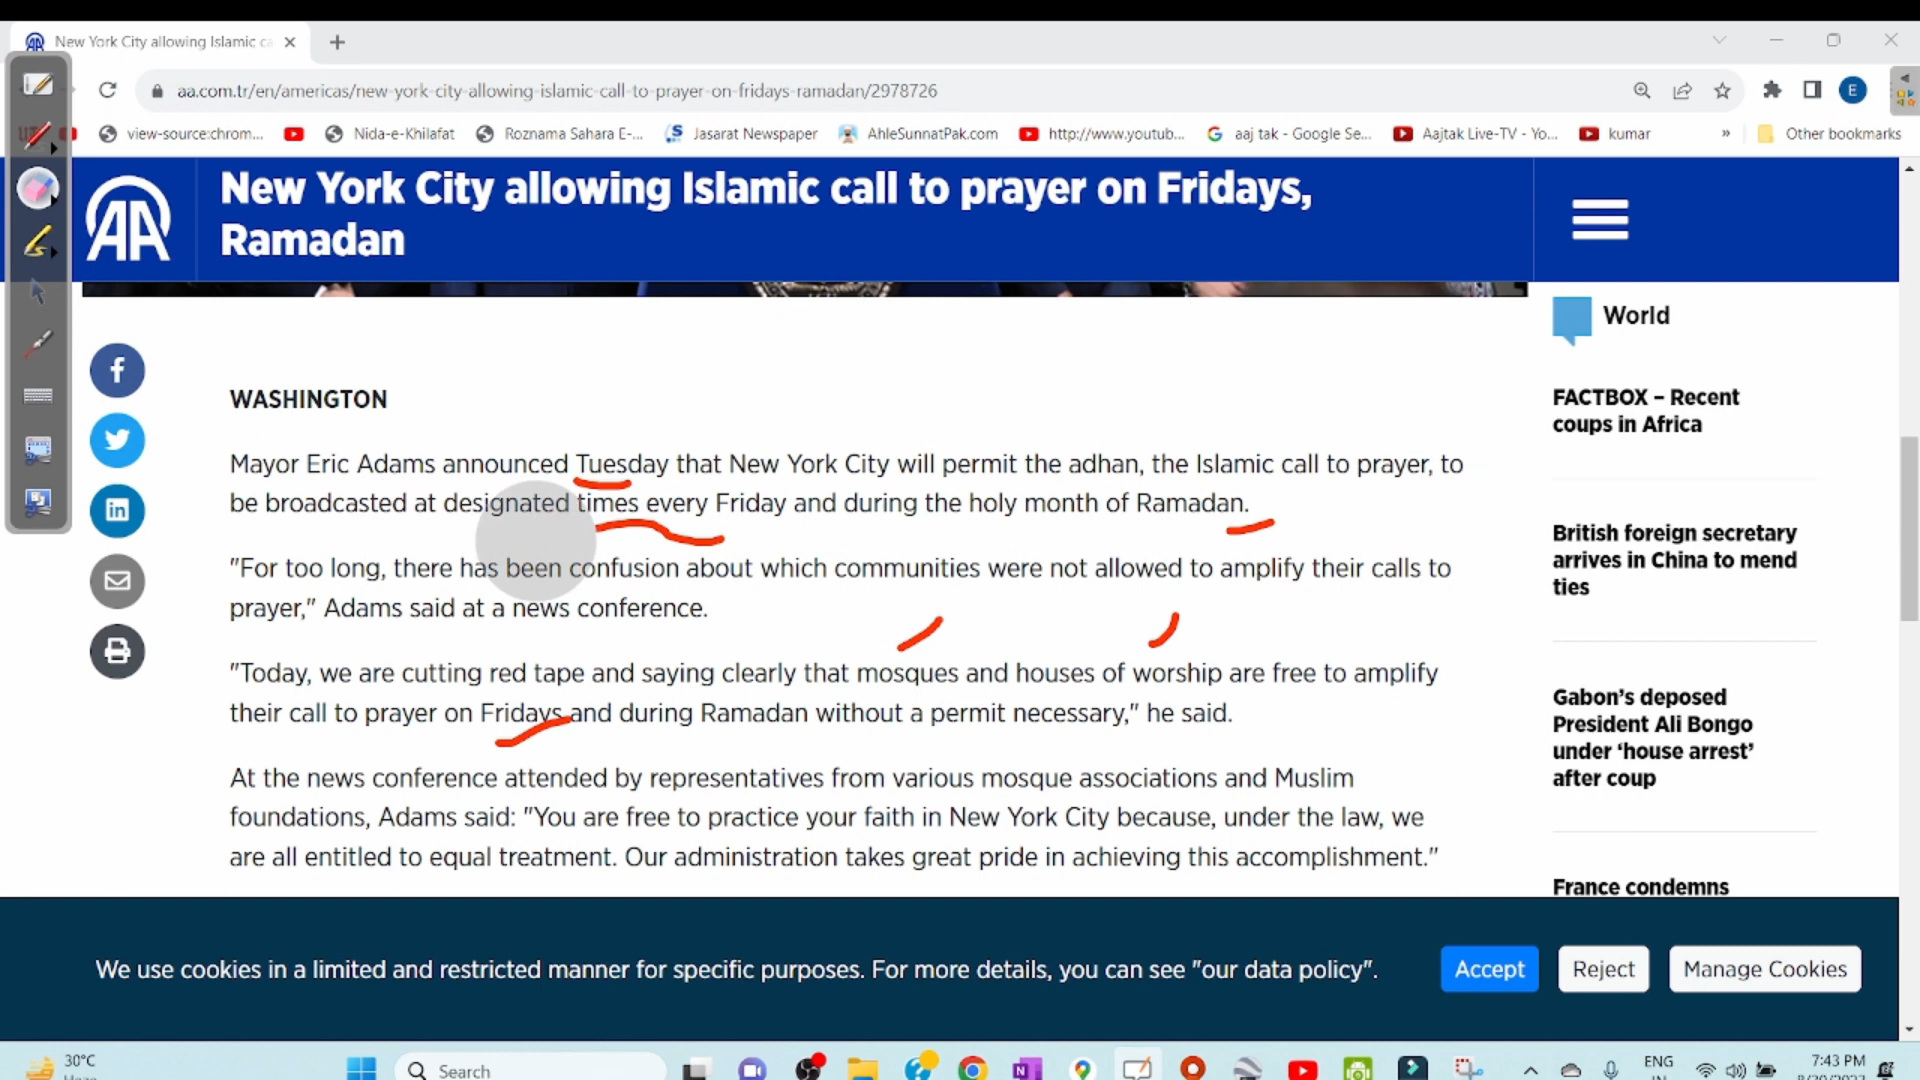 New York City allowing Islamic ca
aa.com.tr/en/americas/new-york-city-allowing-islamic-call-to-prayer-on-fridays-ramadan/2978726
E
view-source:chrom... Nida-e-Khilafat Roznama Sahara E-... Jasarat Newspaper AhleSunnatPak.com http://www.youtub... aaj tak - Google Se... Aajtak Live-TV - Yo... kumar » Other bookmarks
AA
New York City allowing Islamic call to prayer on Fridays,
Ramadan
WASHINGTON
Mayor Eric Adams announced Tuesday that New York City will permit the adhan, the Islamic call to prayer, to
be broadcasted at designated times every Friday and during the holy month of Ramadan.
"For too long, there has been confusion about which communities were not allowed to amplify their calls to
prayer," Adams said at a news conference.
"Today, we are cutting red tape and saying clearly that mosques and houses of worship are free to amplify
their call to prayer on Fridays and during Ramadan without a permit necessary," he said.
At the news conference attended by representatives from various mosque associations and Muslim
foundations, Adams said: "You are free to practice your faith in New York City because, under the law, we
are all entitled to equal treatment. Our administration takes great pride in achieving this accomplishment."
World
FACTBOX – Recent
coups in Africa
British foreign secretary
arrives in China to mend
ties
Gabon's deposed
President Ali Bongo
under 'house arrest'
after coup
France condemns
We use cookies in a limited and restricted manner for specific purposes. For more details, you can see "our data policy".
Accept
Reject
Manage Cookies
30°C
Search
ENG
7:43 PM